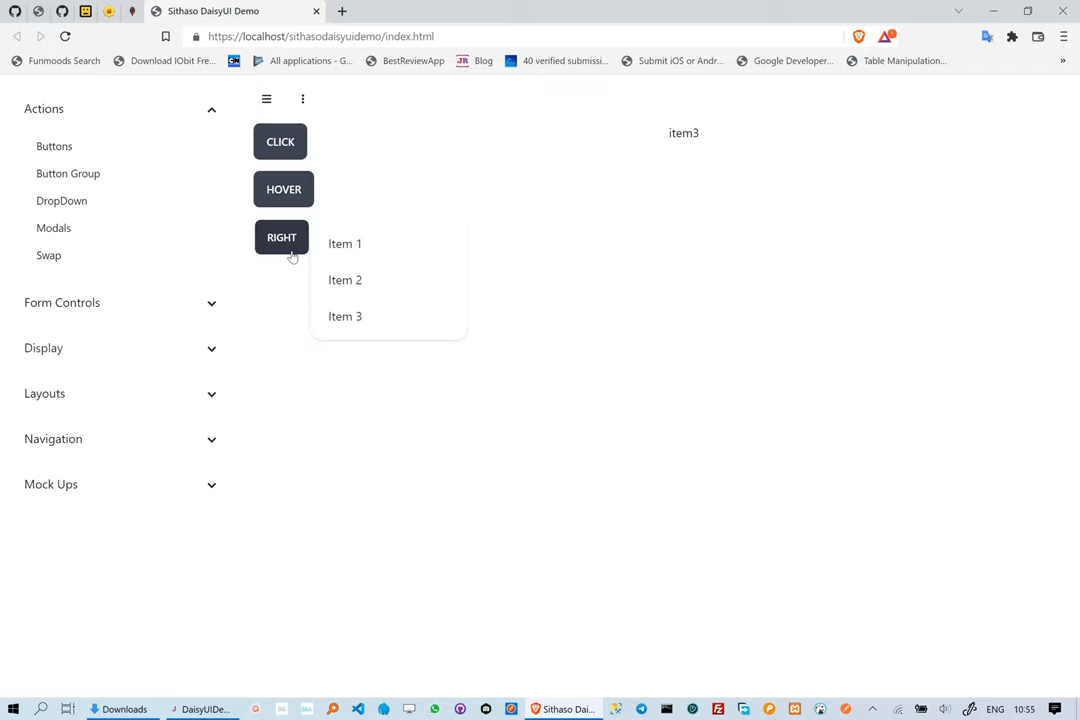 Sithaso DaisyUI Demo
https://localhost/sithasodaisyuidemo/index.html
Funmoods Search
Download IObit Fre...
All applications - G...
BestReviewApp
JR
Blog
40 verified submissi...
Submit iOS or Andr...
Google Developer...
Table Manipulation...
»
Actions
Buttons
Button Group
DropDown
Modals
Swap
Form Controls
Display
Layouts
Navigation
Mock Ups
CLICK
HOVER
RIGHT
Item 1
Item 2
Item 3
item3
Downloads
DaisyUIDe...
Sithaso Dai...
ENG
10:55